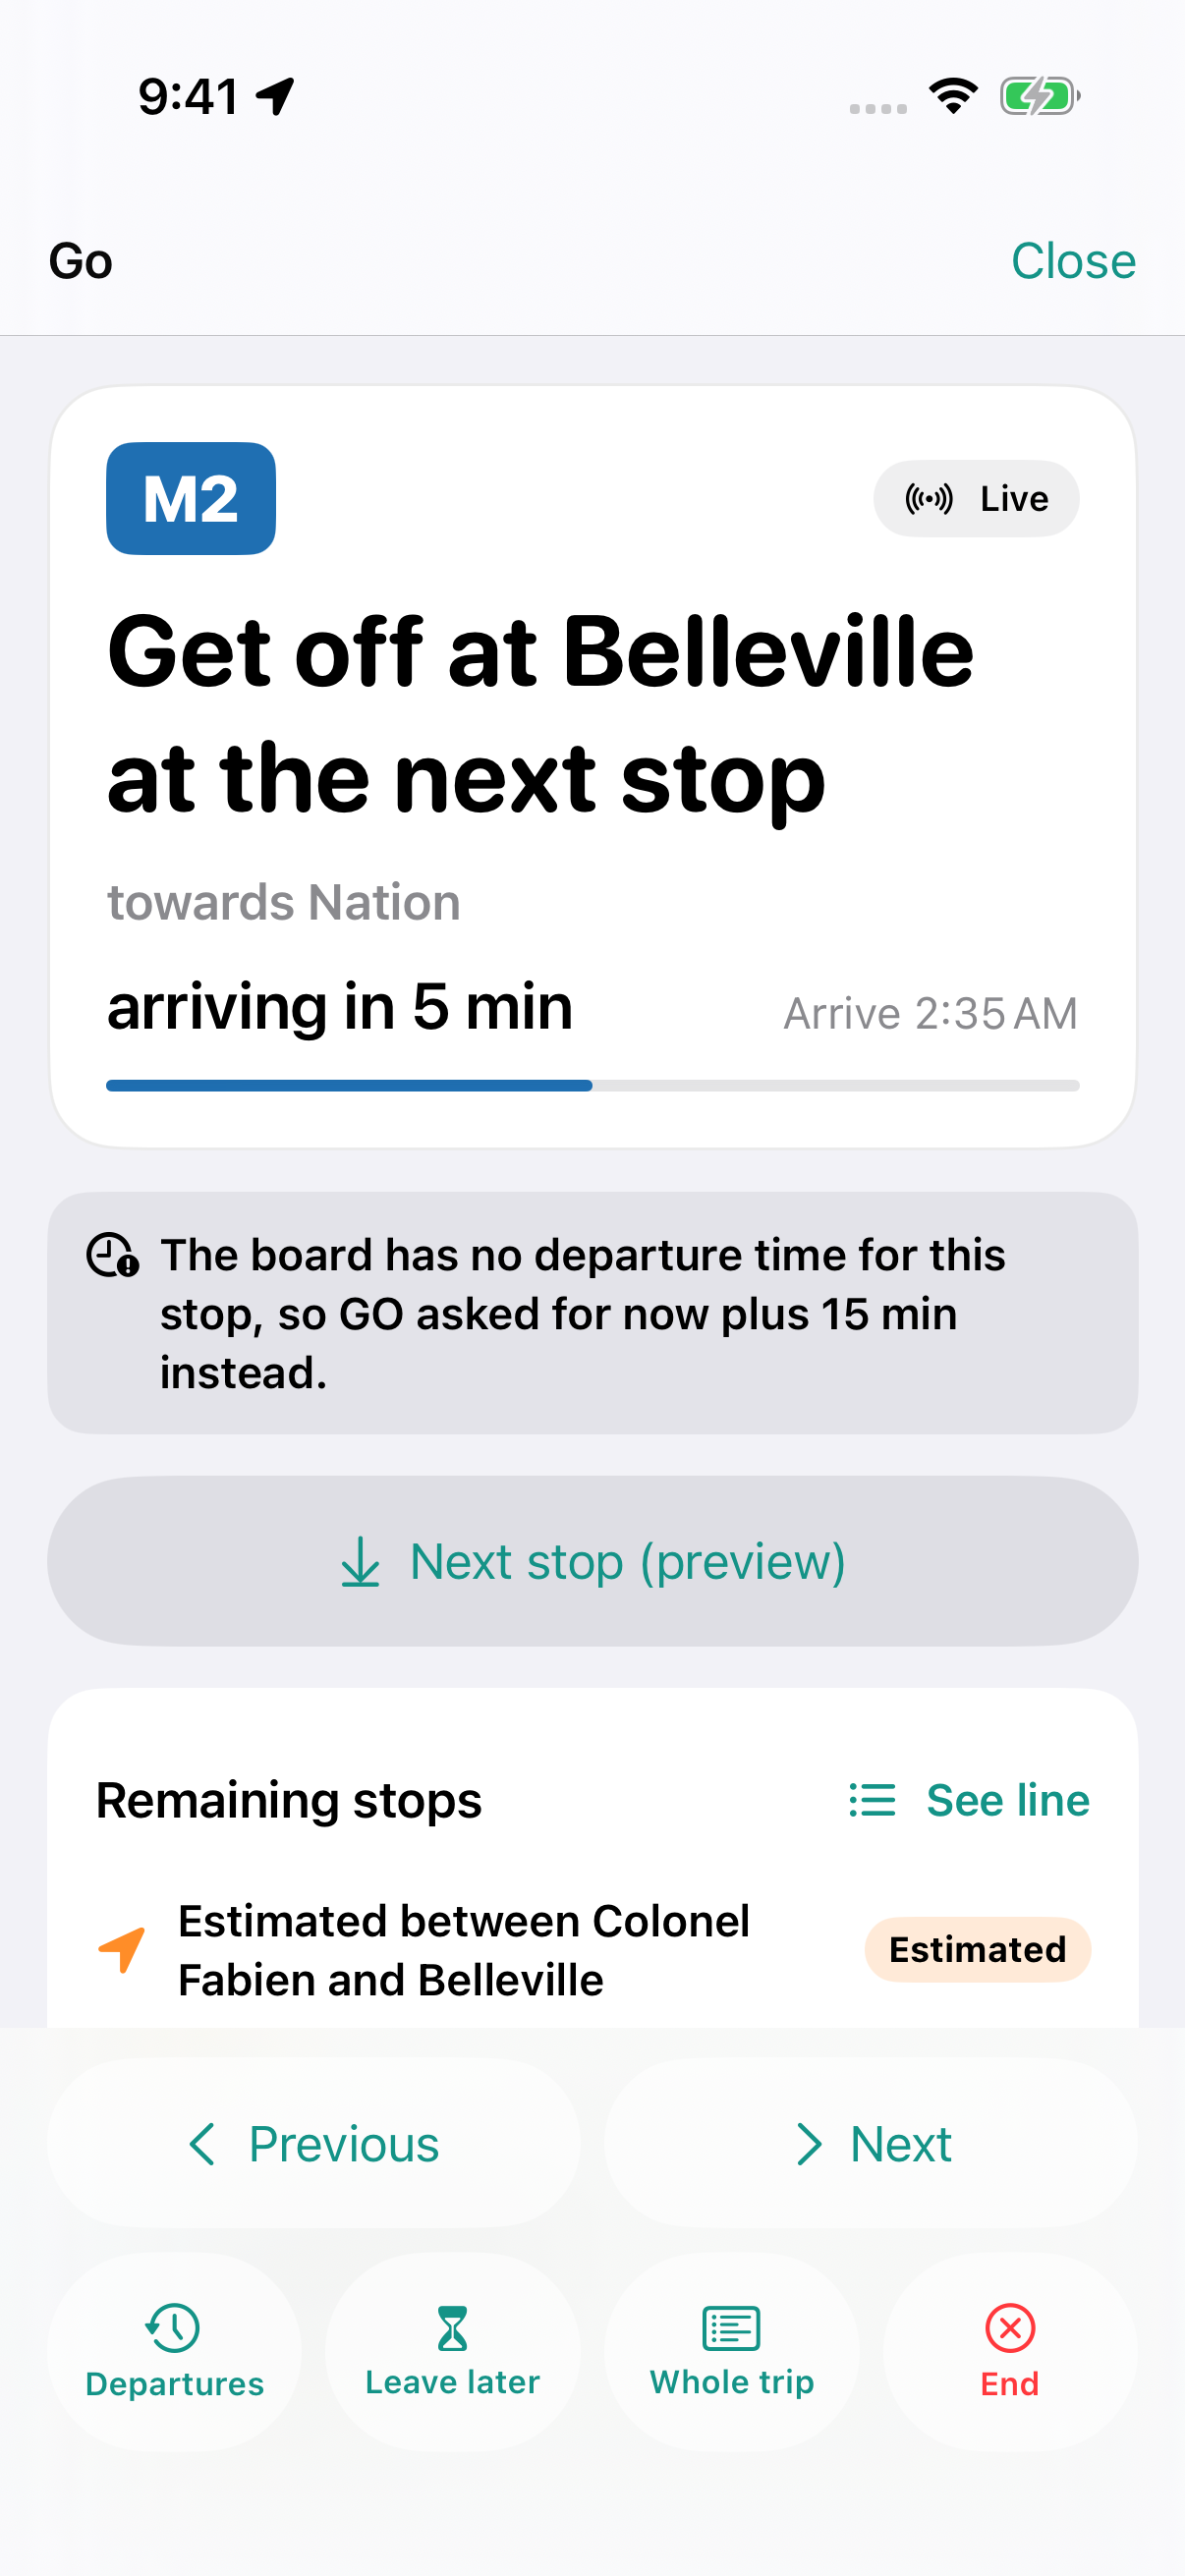 9:41
Go
Close
M2
Live
Get off at Belleville
at the next stop
towards Nation
arriving in 5 min
Arrive 2:35 AM
The board has no departure time for this
stop, so GO asked for now plus 15 min
instead.
Next stop (preview)
Remaining stops
See line
Estimated between Colonel
Fabien and Belleville
Estimated
Previous
Next
Departures
Leave later
Whole trip
End